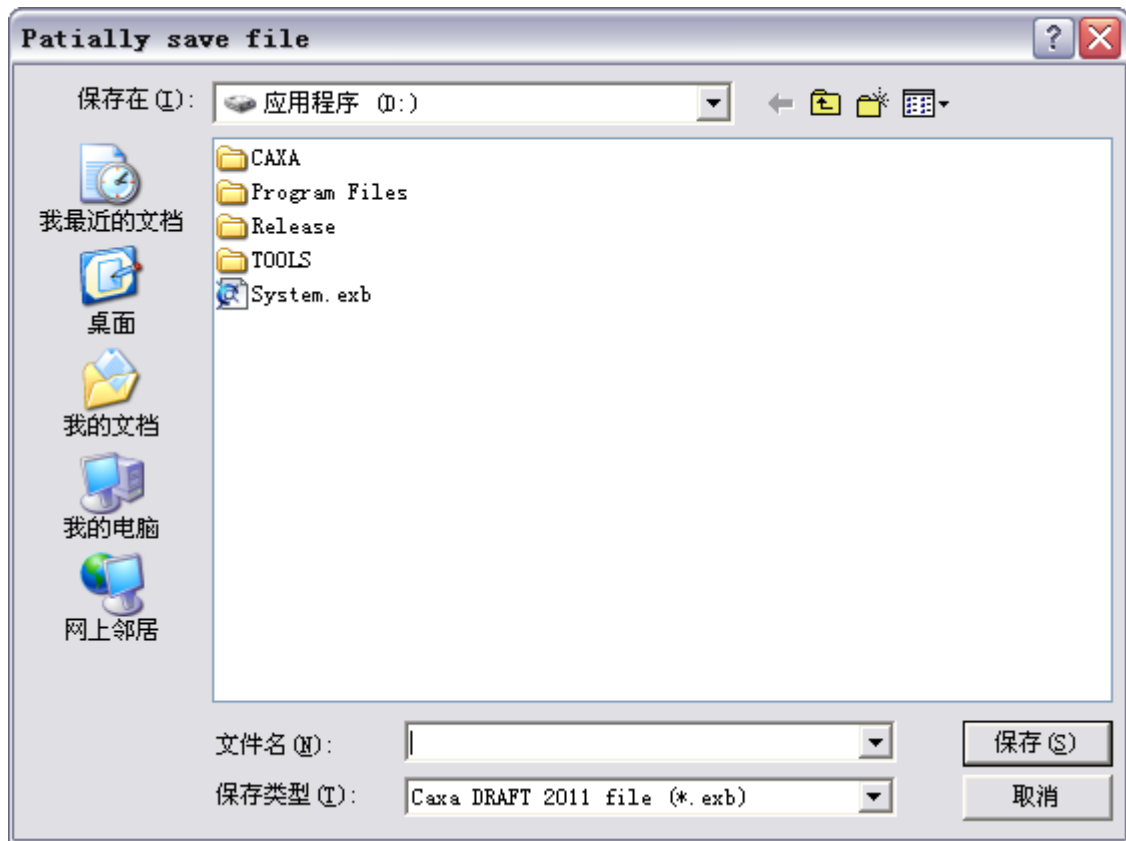 Patially save file
保存在(I):
应用程序 (D:)
我最近的文档
桌面
我的文档
我的电脑
网上邻居
CAXA
Program Files
Release
TOOLS
System.exb
文件名(N):
保存(S)
保存类型(T):
Caxa DRAFT 2011 file (*.exb)
取消